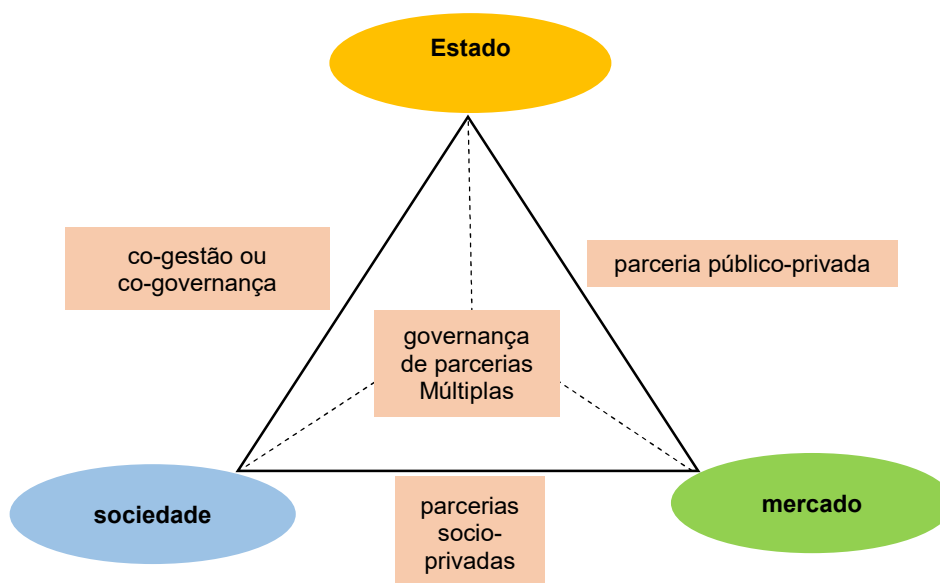 Estado
co-gestão ou
co-governança
parceria público-privada
governança
de parcerias
Múltiplas
sociedade
parcerias
socio-
privadas
mercado